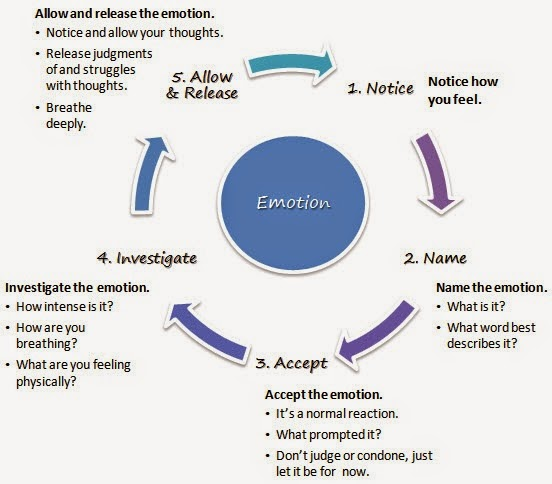 Allow and release the emotion.
• Notice and allow your thoughts.
• Release judgments
of and struggles
with thoughts.
• Breathe
deeply.
5. Allow
& Release
1. Notice
Notice how
you feel.
Emotion
2. Name
Name the emotion.
• What is it?
• What word best
describes it?
3. Accept
Accept the emotion.
• It's a normal reaction.
• What prompted it?
• Don't judge or condone, just
let it be for now.
4. Investigate
Investigate the emotion.
• How intense is it?
• How are you
breathing?
• What are you feeling
physically?